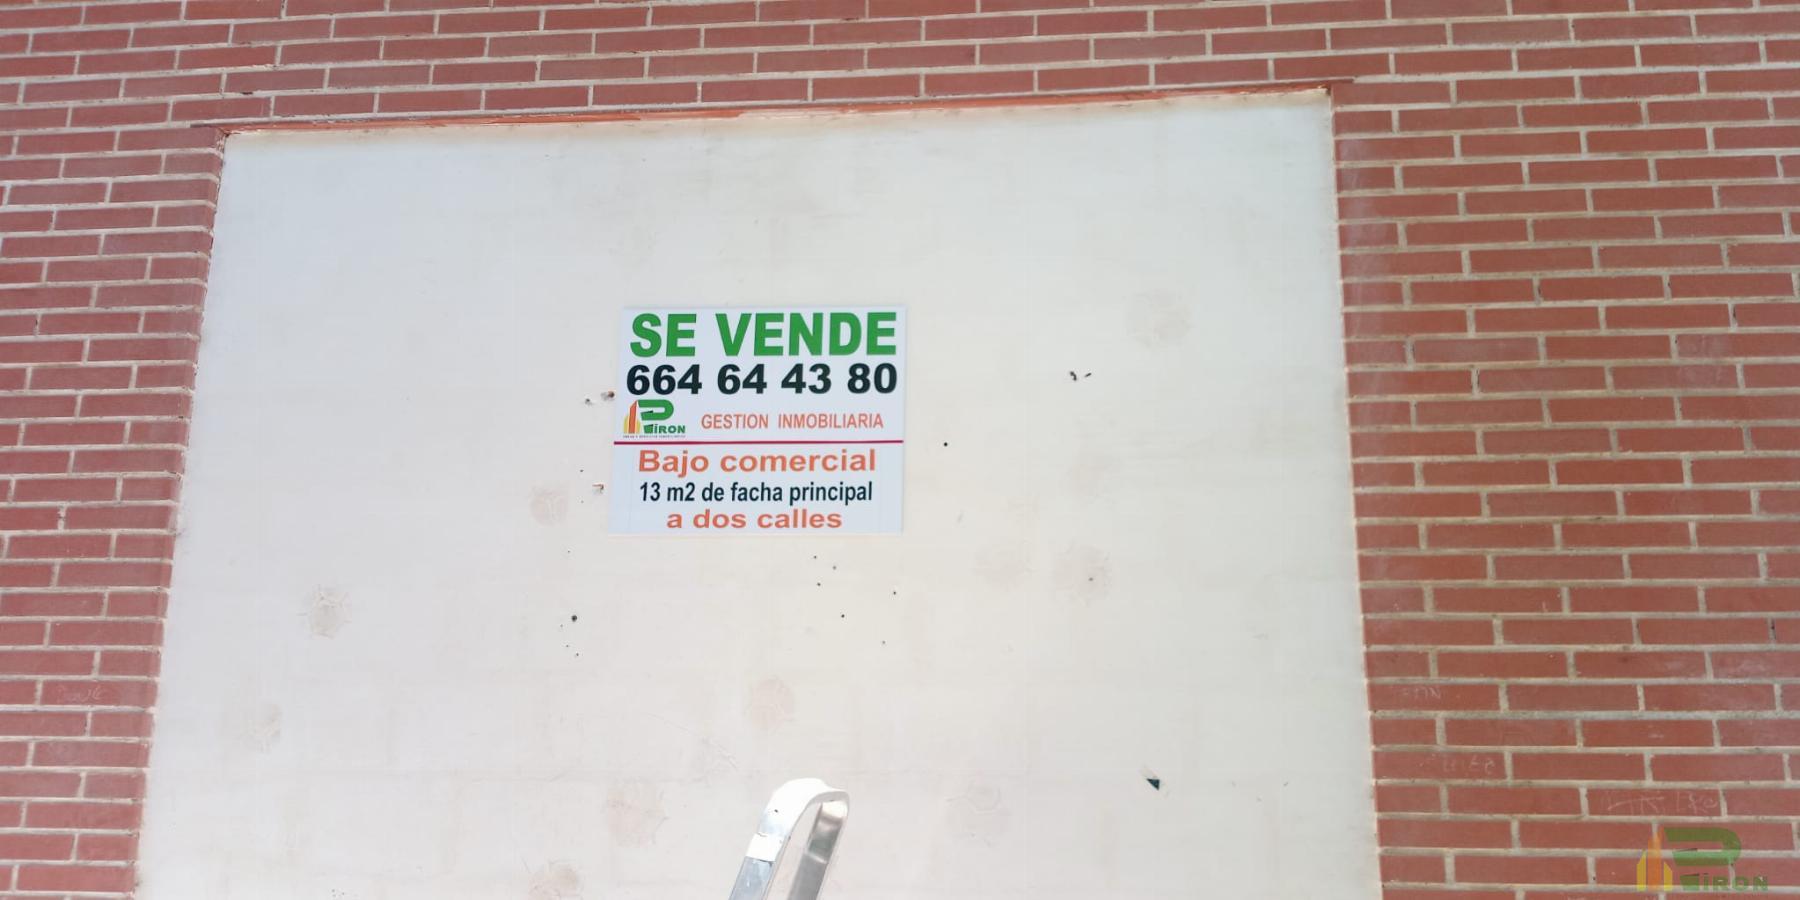 SE VENDE
664 64 43 80
PIRON GESTION INMOBILIARIA
Bajo comercial
13 m2 de facha principal
a dos calles
PIRON